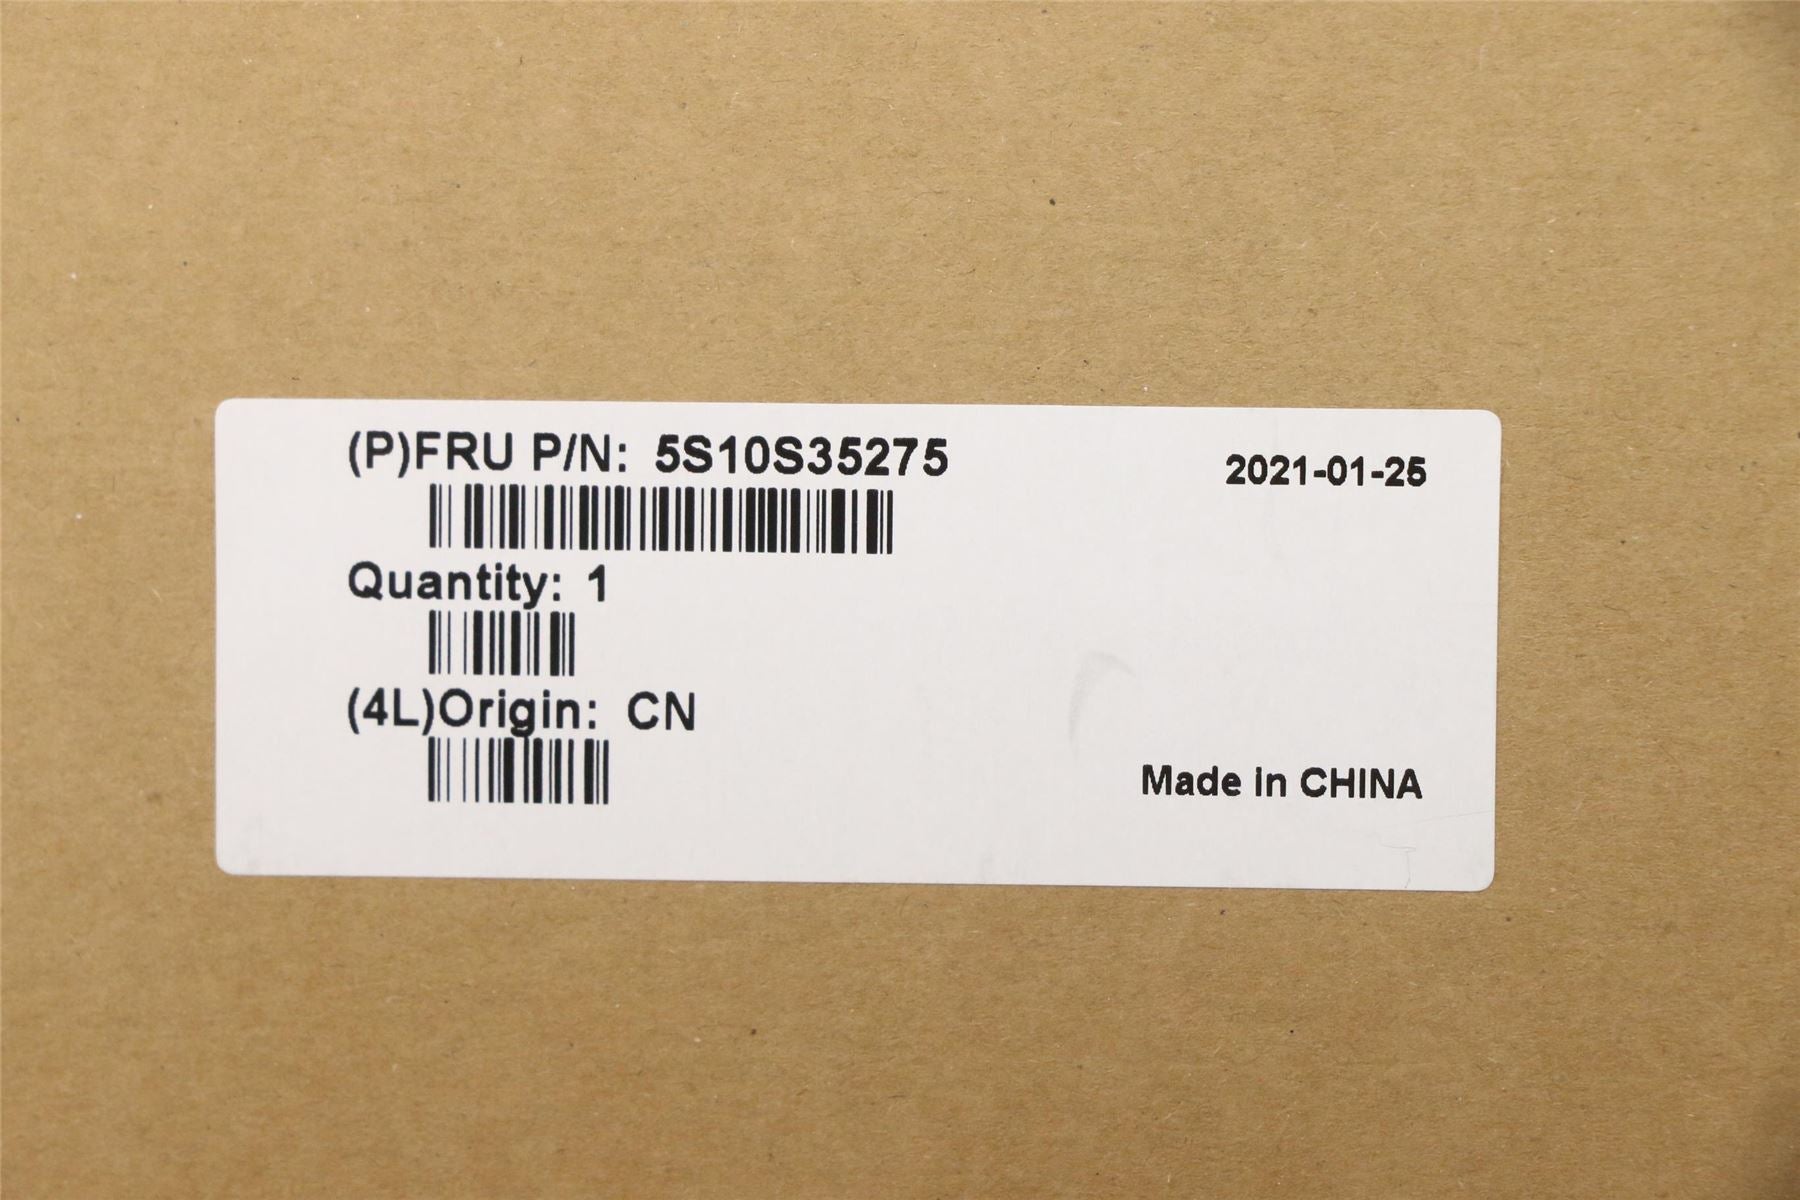 (P)FRU P/N: 5S10S35275
2021-01-25
Quantity: 1
(4L)Origin: CN
Made in CHINA